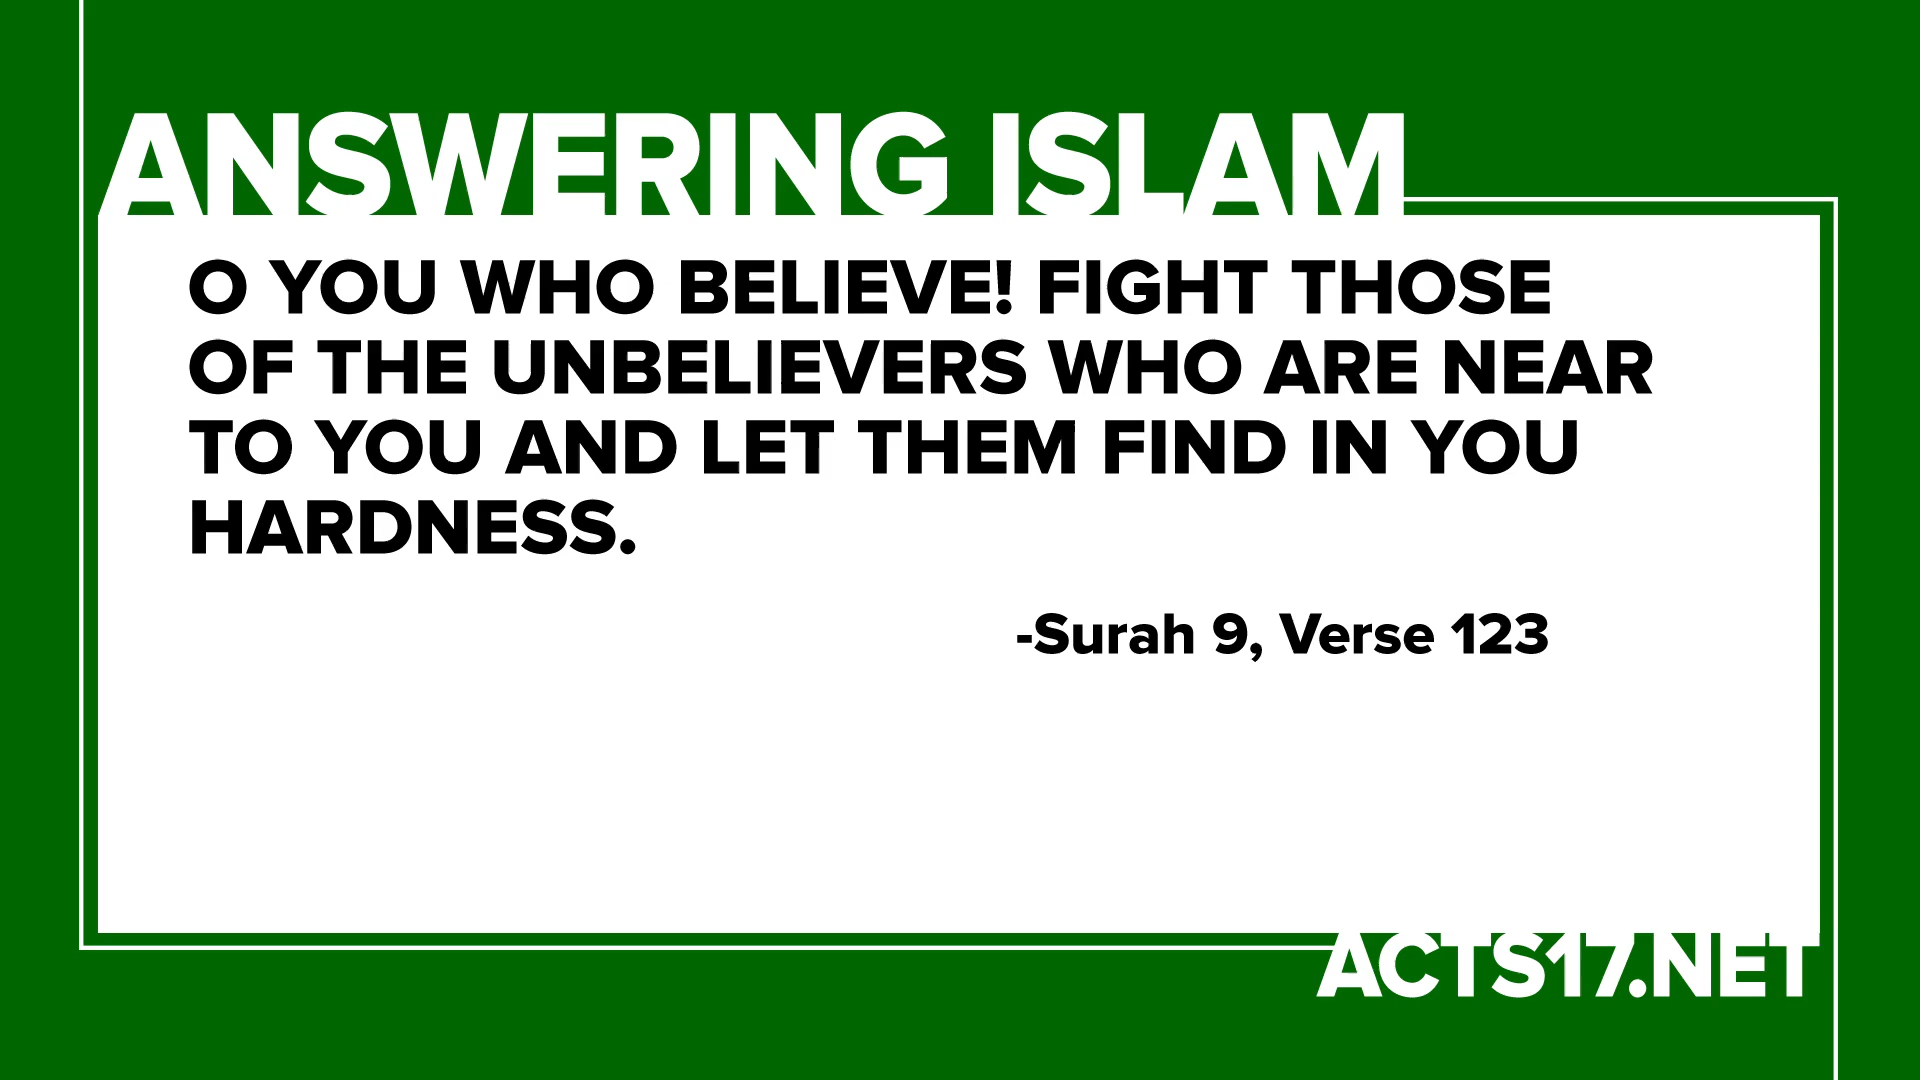 ANSWERING ISLAM
O YOU WHO BELIEVE! FIGHT THOSE
OF THE UNBELIEVERS WHO ARE NEAR
TO YOU AND LET THEM FIND IN YOU
HARDNESS.
-Surah 9, Verse 123
ACTS17.NET